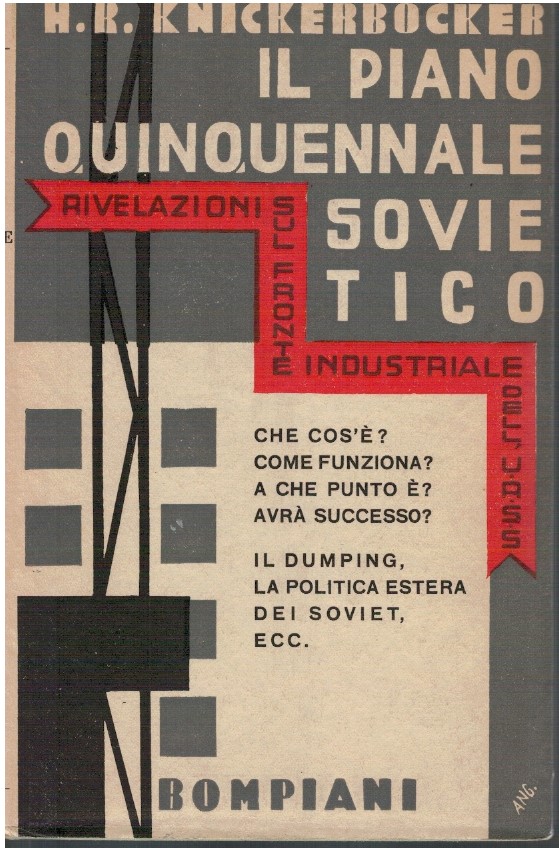 H. R. KNICKERBOCKER
IL PIANO
QUINQUENNALE
SOVIE
TICO
RIVELAZIONI
SUL FRONTE
INDUSTRIALE
DELL'U.R.S.S.
CHE COS'È?
COME FUNZIONA?
A CHE PUNTO È?
AVRÀ SUCCESSO?
IL DUMPING,
LA POLITICA ESTERA
DEI SOVIET,
ECC.
BOMPIANI
ANG.
E